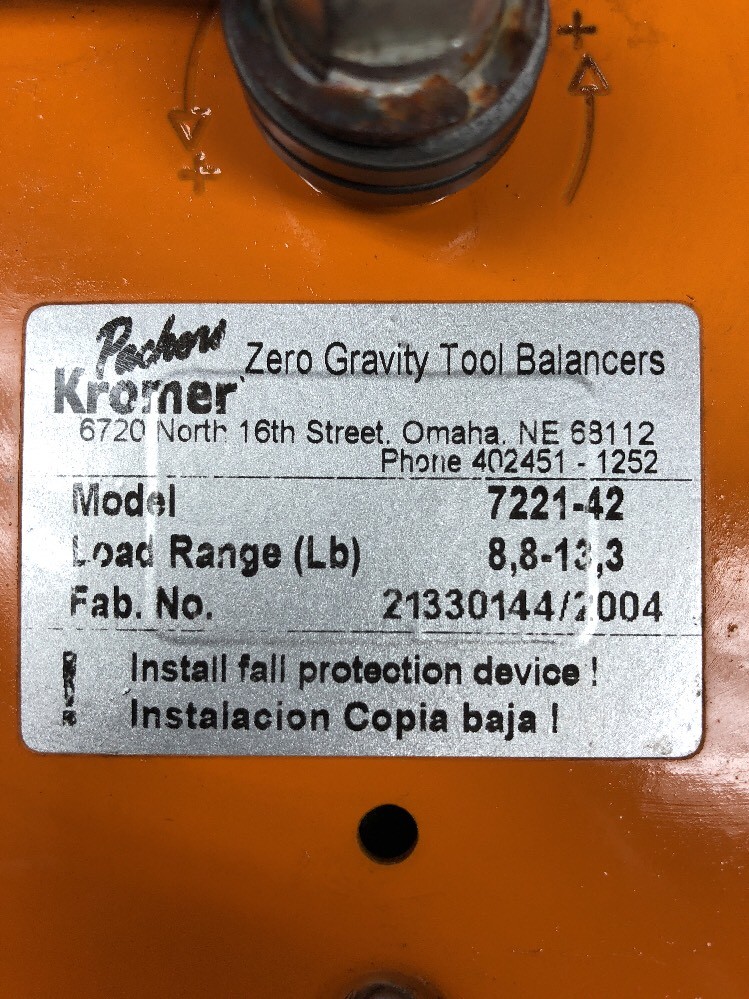 +
+
Packers
Kromer
Zero Gravity Tool Balancers
6720 North 16th Street, Omaha, NE 68112
Phone 402451 - 1252
Model 7221-42
Load Range (Lb) 8,8-13,3
Fab. No. 21330144/2004
! Install fall protection device !
Instalacion Copia baja !